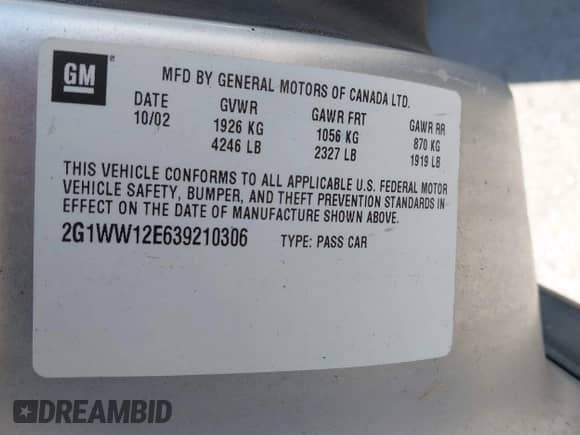 GM
MFD BY GENERAL MOTORS OF CANADA LTD.
DATE GVWR GAWR FRT GAWR RR
10/02 1926 KG 1056 KG 870 KG
4246 LB 2327 LB 1919 LB
THIS VEHICLE CONFORMS TO ALL APPLICABLE U.S. FEDERAL MOTOR
VEHICLE SAFETY, BUMPER, AND THEFT PREVENTION STANDARDS IN
EFFECT ON THE DATE OF MANUFACTURE SHOWN ABOVE.
2G1WW12E639210306 TYPE: PASS CAR
DREAMBID